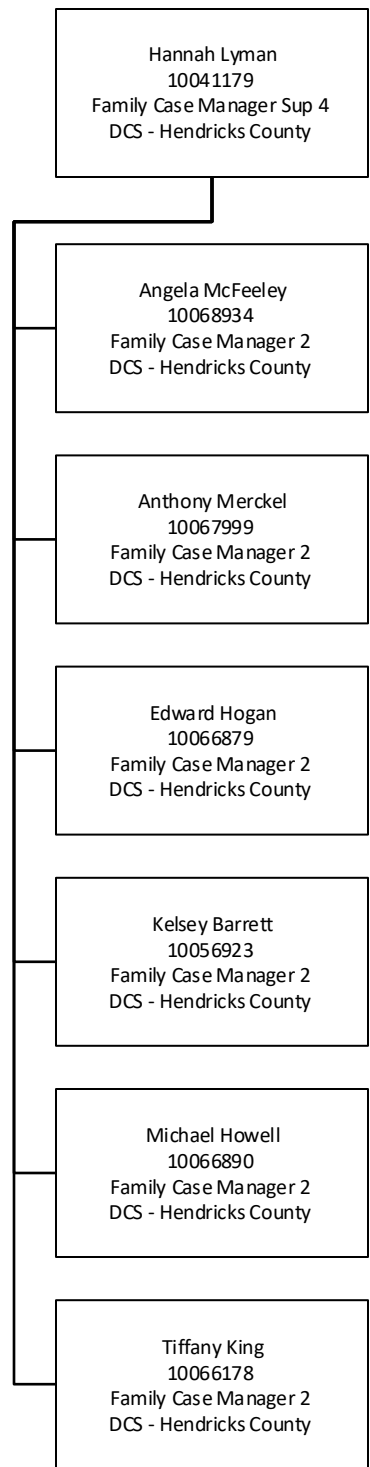 Hannah Lyman
10041179
Family Case Manager Sup 4
DCS - Hendricks County
Angela McFeeley
10068934
Family Case Manager 2
DCS - Hendricks County
Anthony Merckel
10067999
Family Case Manager 2
DCS - Hendricks County
Edward Hogan
10066879
Family Case Manager 2
DCS - Hendricks County
Kelsey Barrett
10056923
Family Case Manager 2
DCS - Hendricks County
Michael Howell
10066890
Family Case Manager 2
DCS - Hendricks County
Tiffany King
10066178
Family Case Manager 2
DCS - Hendricks County